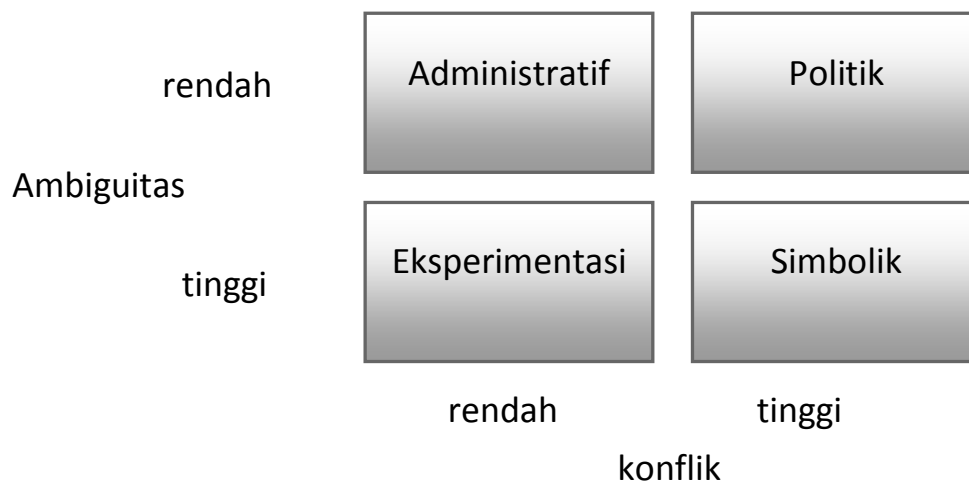 Administratif
Politik
rendah
Ambiguitas
Eksperimentasi
Simbolik
tinggi
rendah
tinggi
konflik